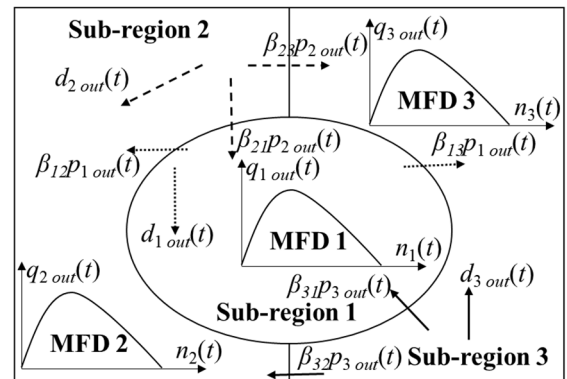 Sub-region 2
β23p2 out(t)
q3 out(t)
d2 out(t)
MFD 3
n3(t)
β21p2 out(t)
β12p1 out(t)
q1 out(t)
β13p1 out(t)
d1 out(t)
MFD 1
n1(t)
q2 out(t)
β31p3 out(t)
d3 out(t)
Sub-region 1
MFD 2
n2(t)
β32p3 out(t)
Sub-region 3